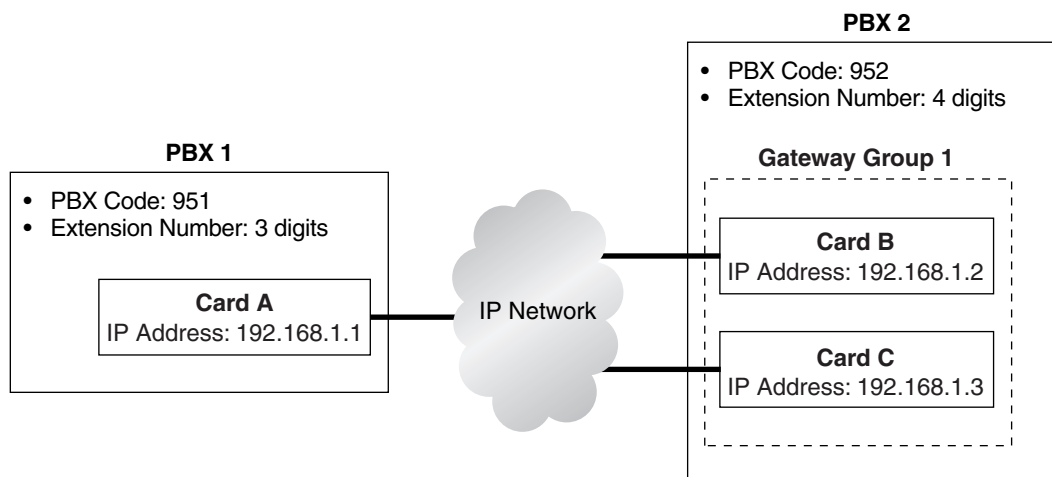 PBX 1
• PBX Code: 951
• Extension Number: 3 digits
Card A
IP Address: 192.168.1.1
IP Network
PBX 2
• PBX Code: 952
• Extension Number: 4 digits
Gateway Group 1
Card B
IP Address: 192.168.1.2
Card C
IP Address: 192.168.1.3